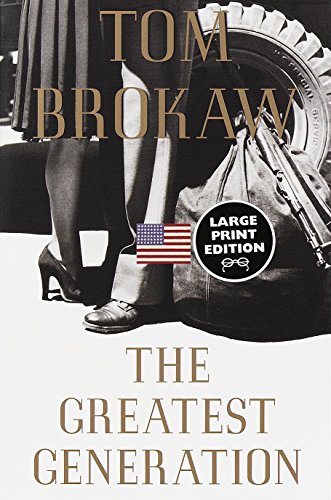 TOM
BROKAW
LARGE
PRINT
EDITION
THE
GREATEST
GENERATION